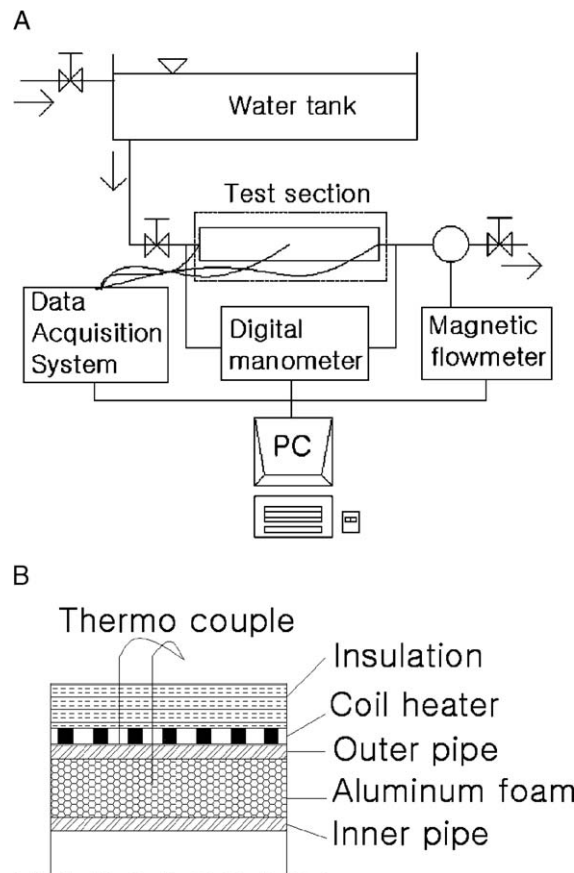 A
Water tank
Test section
Data
Acquisition
System
Digital
manometer
Magnetic
flowmeter
PC
B
Thermo couple
Insulation
Coil heater
Outer pipe
Aluminum foam
Inner pipe